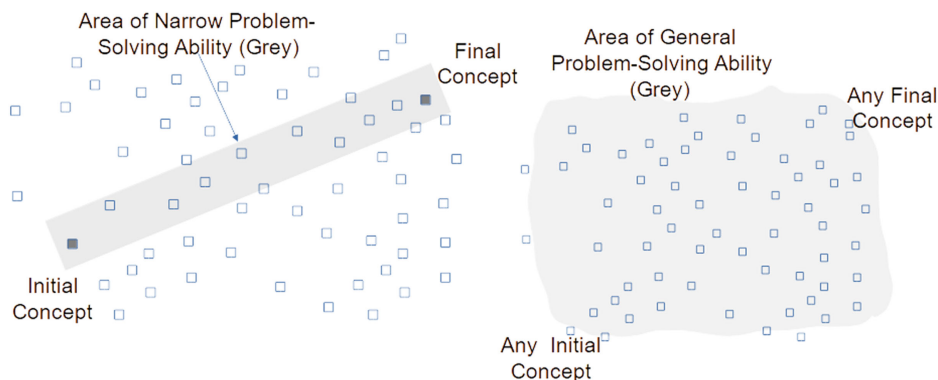 Area of Narrow Problem-
Solving Ability (Grey)
Final
Concept
Initial
Concept
Area of General
Problem-Solving Ability
(Grey)
Any Final
Concept
Any Initial
Concept